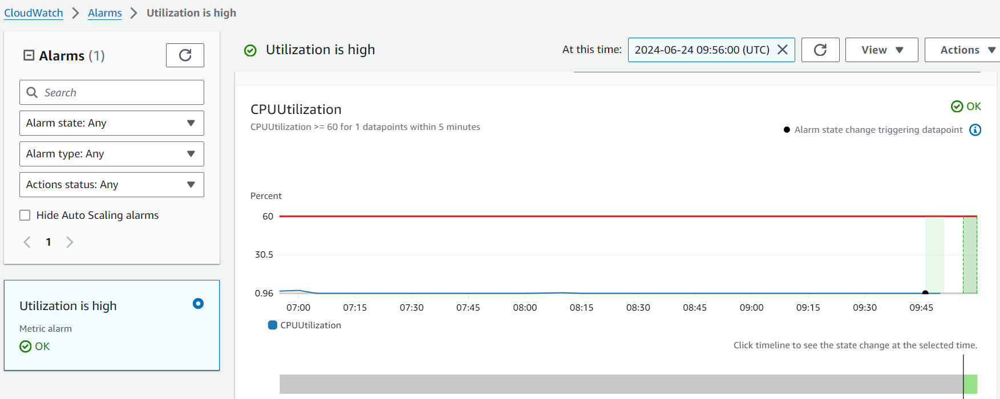 CloudWatch > Alarms > Utilization is high
Alarms (1)
Search
Alarm state: Any
Alarm type: Any
Actions status: Any
Hide Auto Scaling alarms
1
Utilization is high
Metric alarm
OK
Utilization is high
At this time: 2024-06-24 09:56:00 (UTC)
View
Actions
CPUUtilization
OK
CPUUtilization >= 60 for 1 datapoints within 5 minutes
Alarm state change triggering datapoint
Percent
60
30.5
0.96
07:00 07:15 07:30 07:45 08:00 08:15 08:30 08:45 09:00 09:15 09:30 09:45
CPUUtilization
Click timeline to see the state change at the selected time.